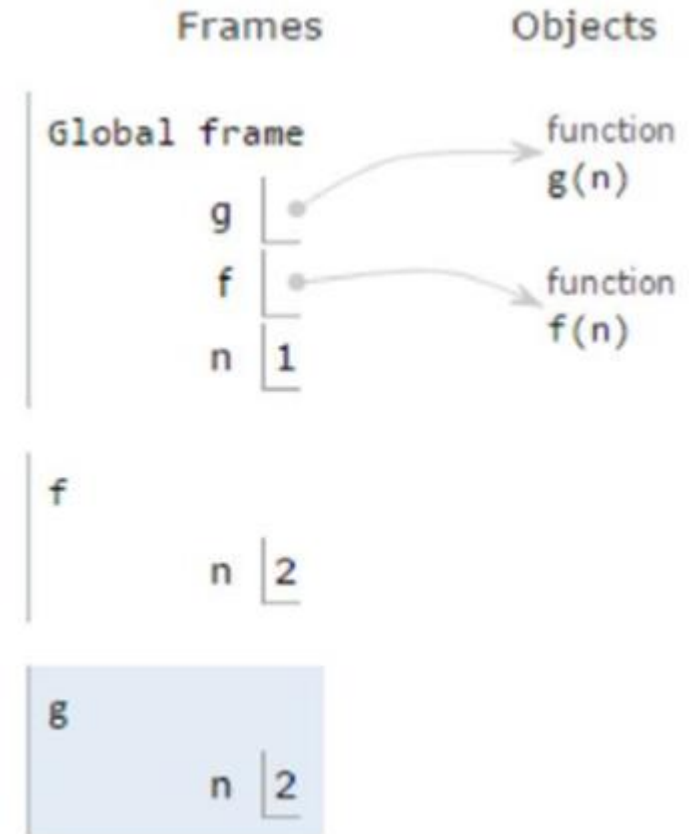 Frames Objects
Global frame
function
g(n)
g
f
function
f(n)
n 1
f
n 2
g
n 2